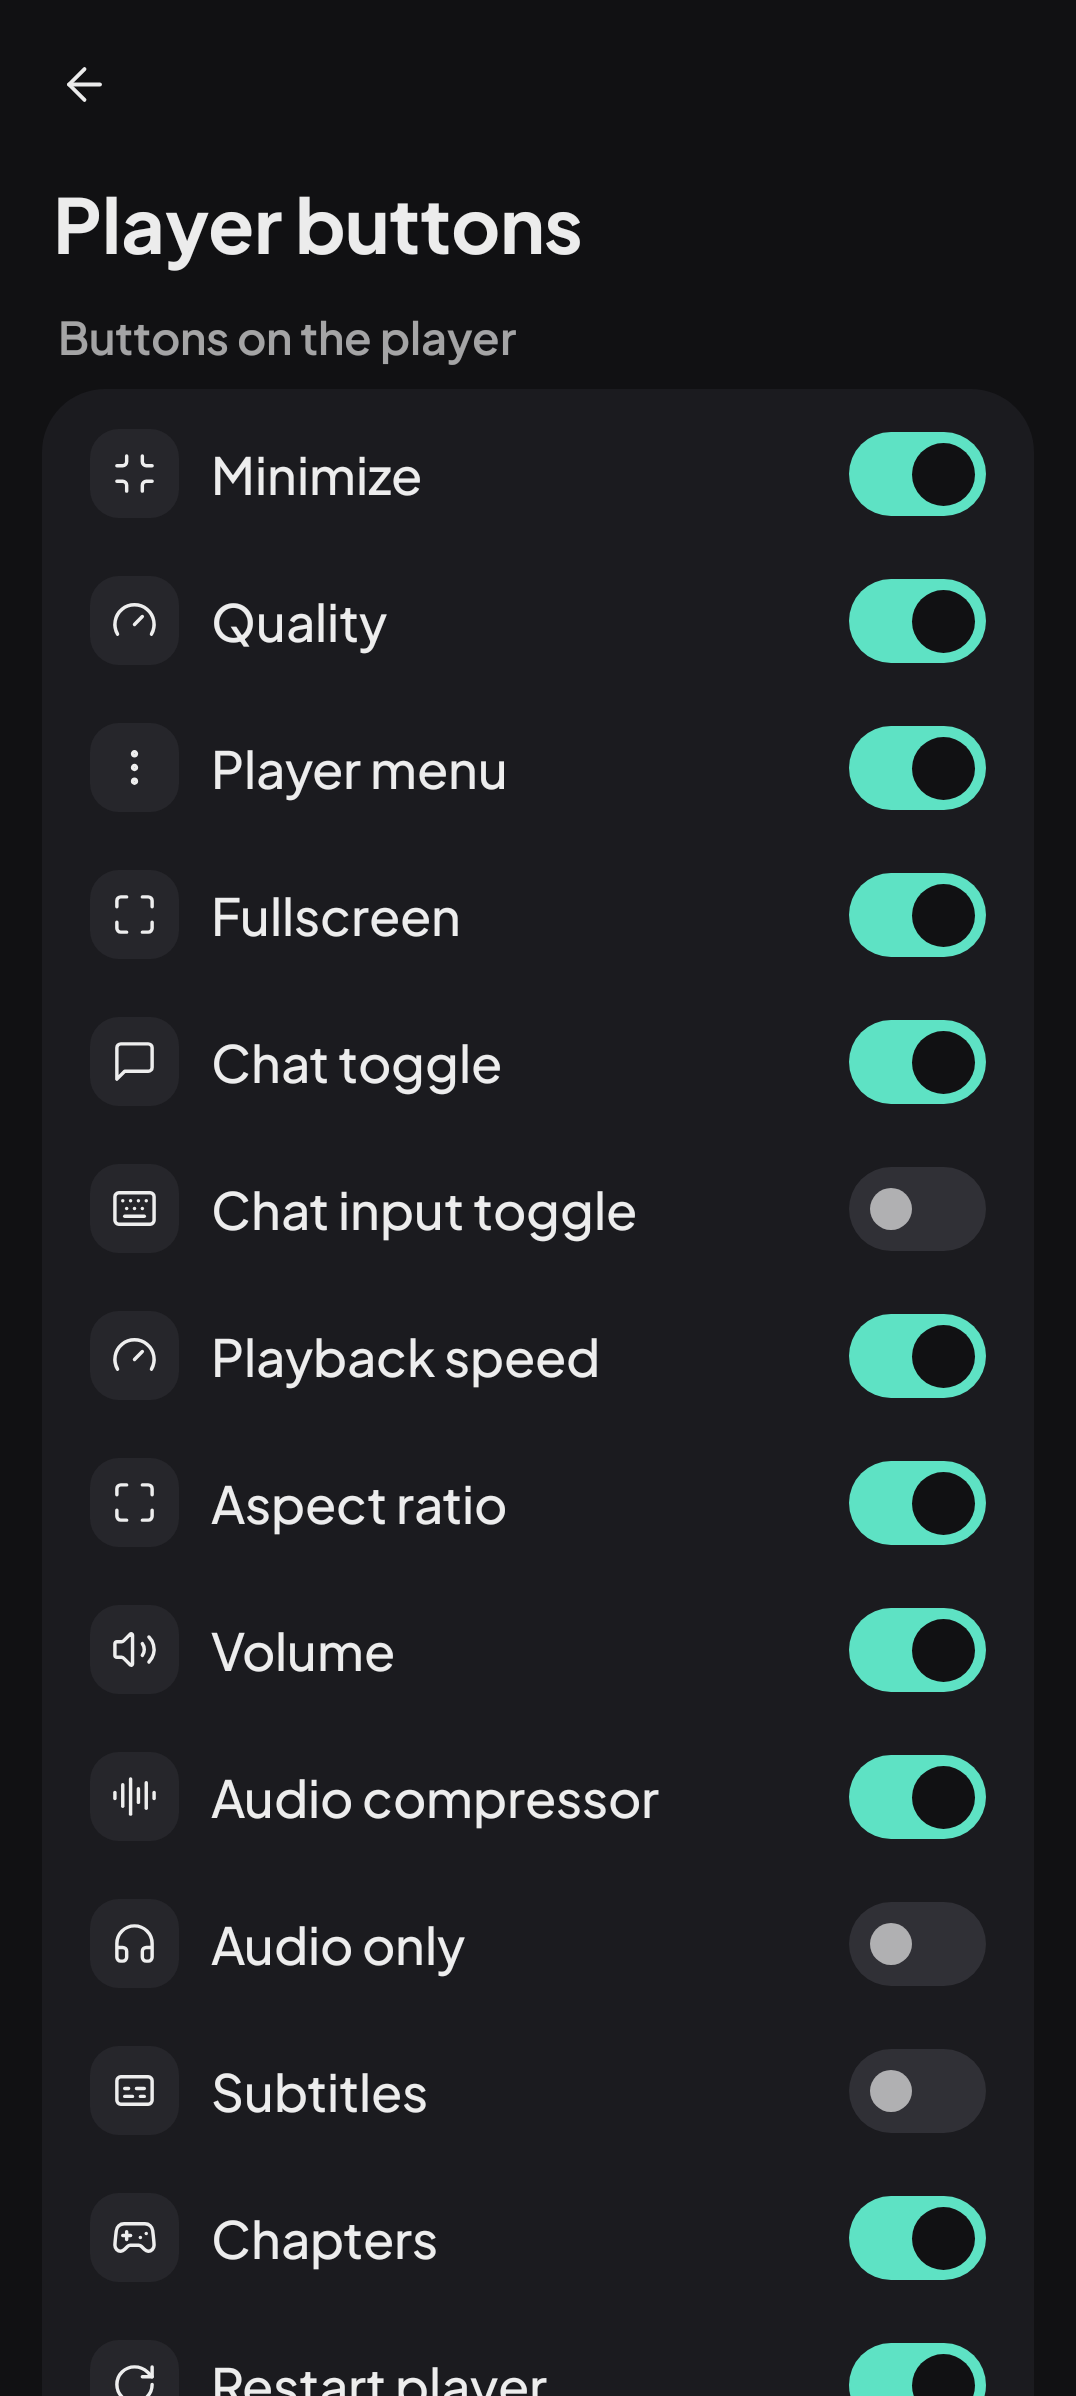 Player buttons
Buttons on the player
Minimize
Quality
Player menu
Fullscreen
Chat toggle
Chat input toggle
Playback speed
Aspect ratio
Volume
Audio compressor
Audio only
Subtitles
Chapters
Restart player